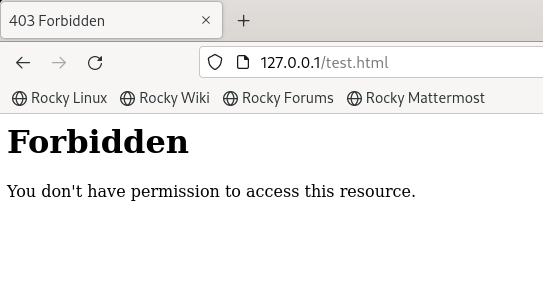 403 Forbidden
127.0.0.1/test.html
Rocky Linux Rocky Wiki Rocky Forums Rocky Mattermost
Forbidden
You don't have permission to access this resource.